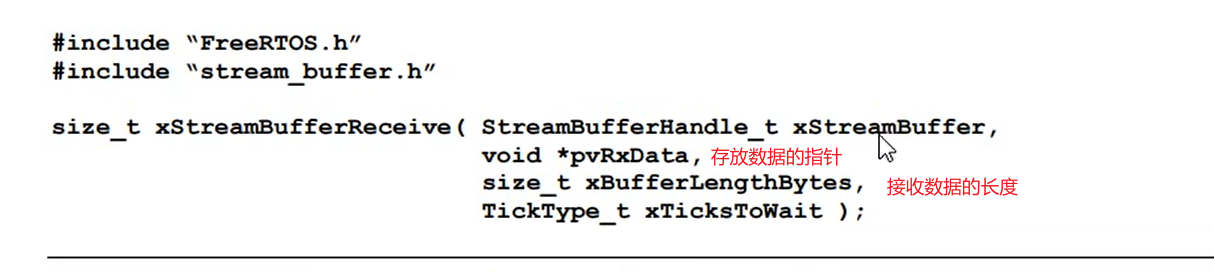 #include “FreeRTOS.h”
#include “stream_buffer.h”
size_t xStreamBufferReceive( StreamBufferHandle_t xStreamBuffer,
void *pvRxData, 存放数据的指针
size_t xBufferLengthBytes, 接收数据的长度
TickType_t xTicksToWait );